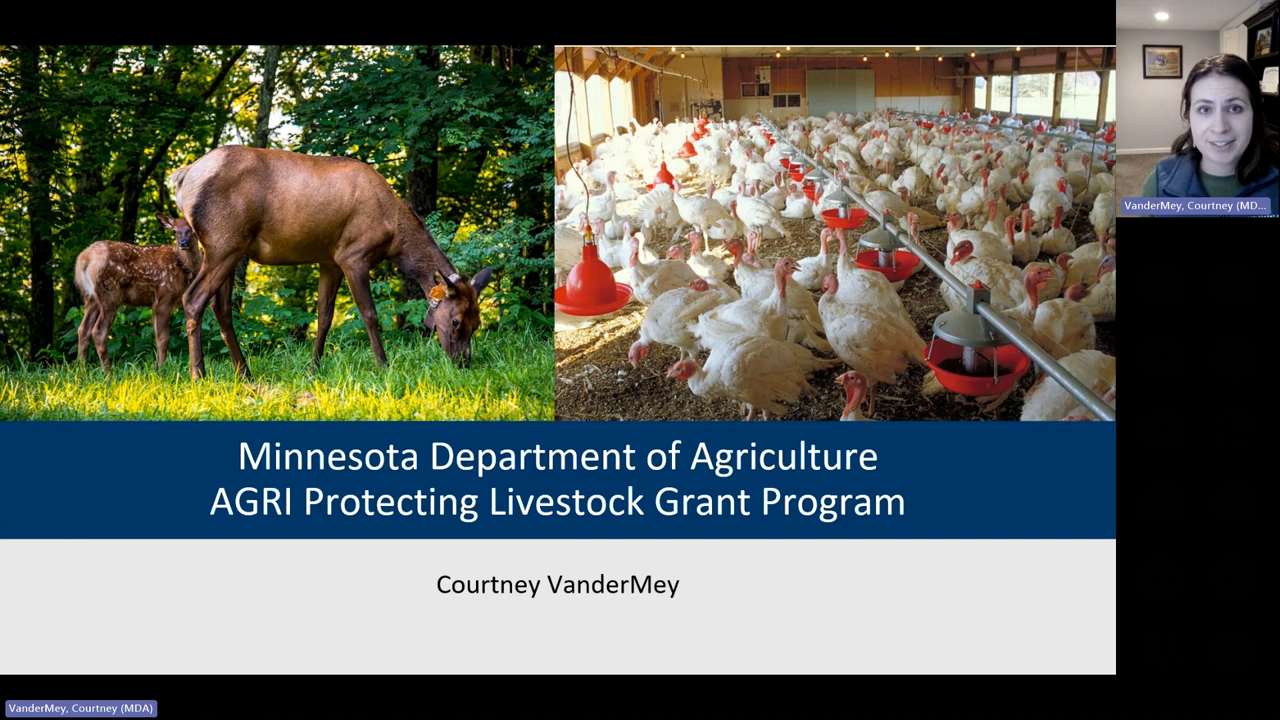 VanderMey, Courtney (MD...
Minnesota Department of Agriculture
AGRI Protecting Livestock Grant Program
Courtney VanderMey
VanderMey, Courtney (MDA)